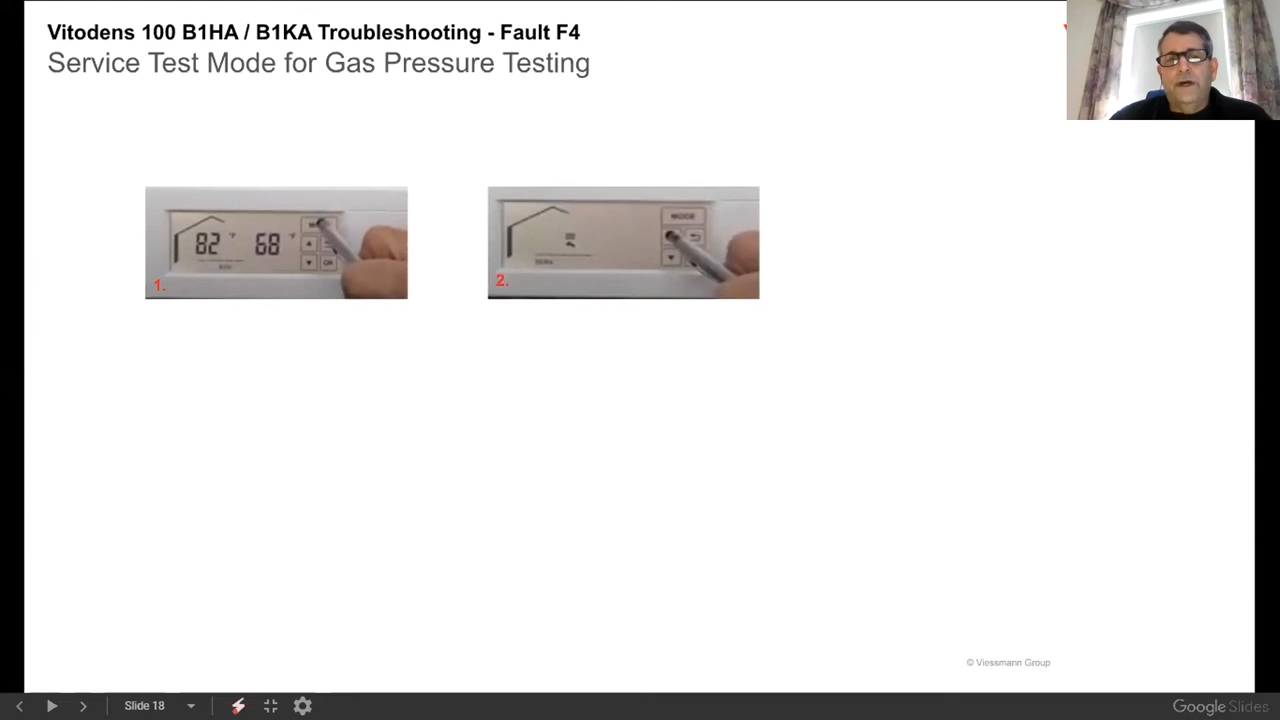 Vitodens 100 B1HA / B1KA Troubleshooting - Fault F4
Service Test Mode for Gas Pressure Testing
82 °F 68 °F
OK
1.
MODE
2.
© Viessmann Group
Slide 18
Google Slides